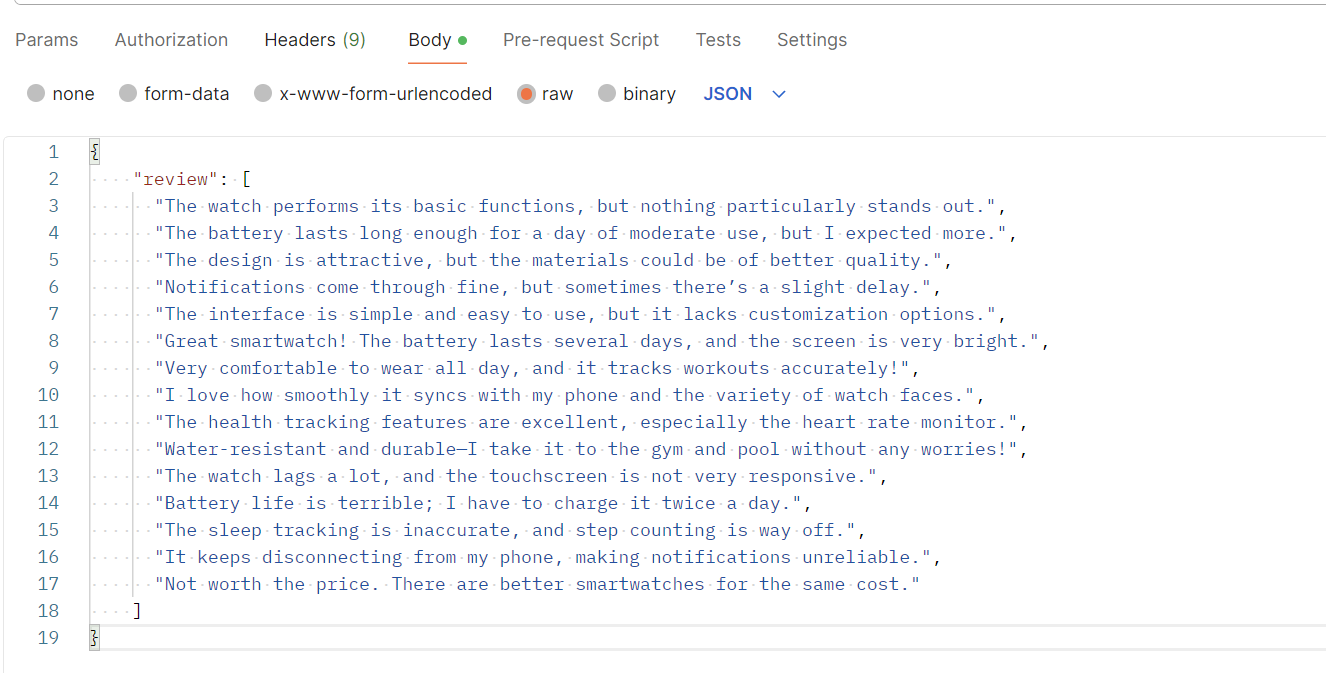 Params Authorization Headers (9) Body Pre-request Script Tests Settings
none form-data x-www-form-urlencoded raw binary JSON
1 {
2 "review": [
3 "The watch performs its basic functions, but nothing particularly stands out.",
4 "The battery lasts long enough for a day of moderate use, but I expected more.",
5 "The design is attractive, but the materials could be of better quality.",
6 "Notifications come through fine, but sometimes there’s a slight delay.",
7 "The interface is simple and easy to use, but it lacks customization options.",
8 "Great smartwatch! The battery lasts several days, and the screen is very bright.",
9 "Very comfortable to wear all day, and it tracks workouts accurately!",
10 "I love how smoothly it syncs with my phone and the variety of watch faces.",
11 "The health tracking features are excellent, especially the heart rate monitor.",
12 "Water-resistant and durable—I take it to the gym and pool without any worries!",
13 "The watch lags a lot, and the touchscreen is not very responsive.",
14 "Battery life is terrible; I have to charge it twice a day.",
15 "The sleep tracking is inaccurate, and step counting is way off.",
16 "It keeps disconnecting from my phone, making notifications unreliable.",
17 "Not worth the price. There are better smartwatches for the same cost."
18 ]
19 }